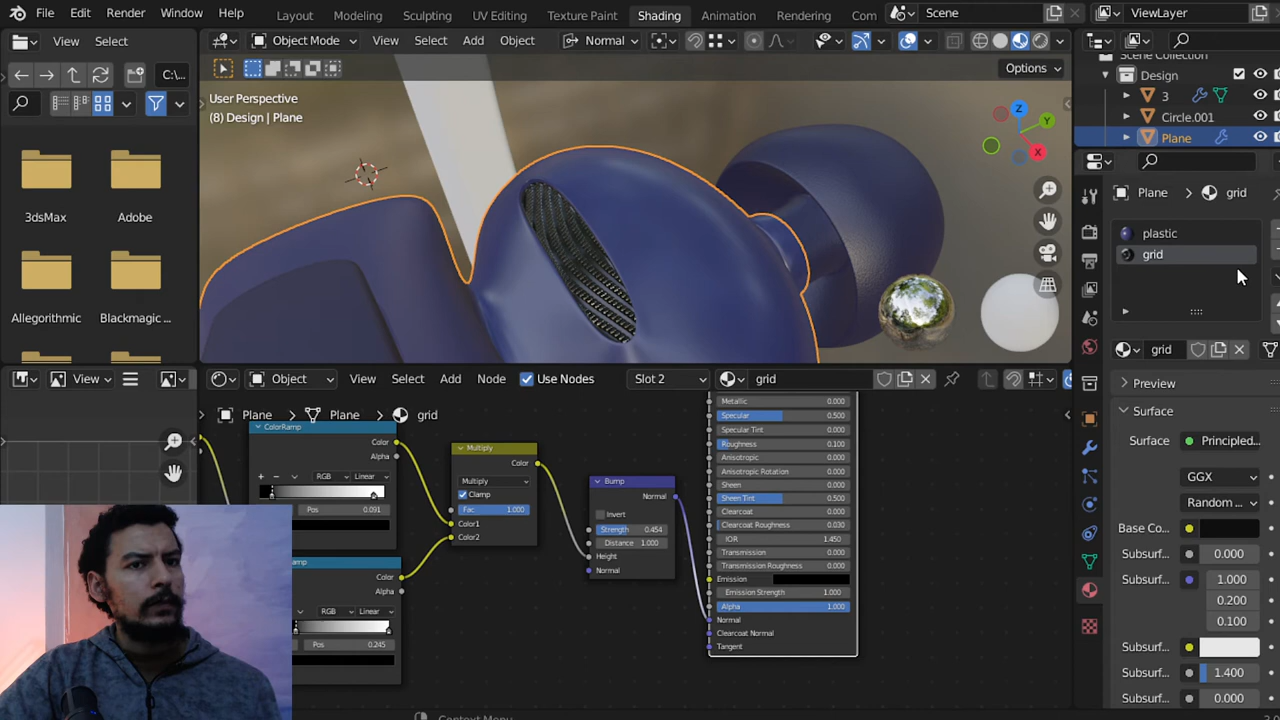 File Edit Render Window Help Layout Modeling Sculpting UV Editing Texture Paint Shading Animation Rendering Com Scene ViewLayer
View Select Object Mode View Select Add Object Normal
C:\...
Options
Scene Collection
Design
3
Circle.001
Plane
User Perspective
(8) Design | Plane
Z
Y
X
3dsMax Adobe
Allegorithmic Blackmagic ...
Plane grid
plastic
grid
grid
View Object View Select Add Node Use Nodes Slot 2 grid
Plane Plane grid
ColorRamp
Color
Alpha
RGB Linear
Pos 0.091
Multiply
Color
Multiply
Clamp
Fac 1.000
Color1
Color2
Color
Alpha
RGB Linear
Pos 0.245
Bump
Normal
Invert
Strength 0.454
Distance 1.000
Height
Normal
Metallic 0.000
Specular 0.500
Specular Tint 0.000
Roughness 0.100
Anisotropic 0.000
Anisotropic Rotation 0.000
Sheen 0.000
Sheen Tint 0.500
Clearcoat 0.000
Clearcoat Roughness 0.030
IOR 1.450
Transmission 0.000
Transmission Roughness 0.000
Emission
Emission Strength 1.000
Alpha 1.000
Normal
Clearcoat Normal
Tangent
Preview
Surface
Surface Principled...
GGX
Random ...
Base Co...
Subsurf... 0.000
Subsurf... 1.000
0.200
0.100
Subsurf...
Subsurf... 1.400
Subsurf... 0.000